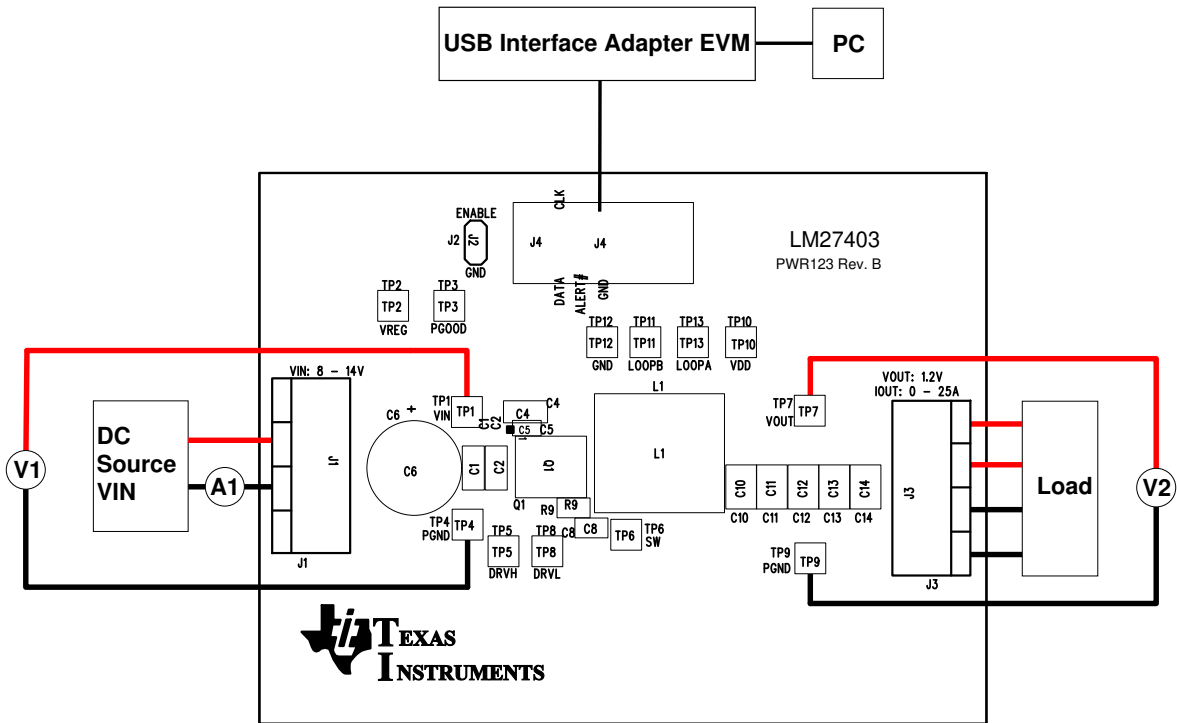 USB Interface Adapter EVM
PC
CLK
ENABLE
J2
J2
GND
J4
J4
DATA
ALERT#
GND
LM27403
PWR123 Rev. B
TP2
TP2
VREG
TP3
TP3
PGOOD
TP12
TP12
GND
TP11
TP11
LOOPB
TP13
TP13
LOOPA
TP10
TP10
VDD
VIN: 8 - 14V
J1
J1
DC
Source
VIN
V1
A1
C6
+
C6
TP1
VIN
TP1
C1
C2
C4
C4
C5
C5
1
C1
C2
Q1
Q1
R9
R9
C8
C8
L1
L1
TP4
PGND
TP4
TP5
TP5
DRVH
TP8
TP8
DRVL
TP6
TP6
SW
C10
C11
C12
C13
C14
C10
C11
C12
C13
C14
TP7
VOUT
TP7
TP9
PGND
TP9
VOUT: 1.2V
IOUT: 0 - 25A
J3
J3
Load
V2
TEXAS
INSTRUMENTS